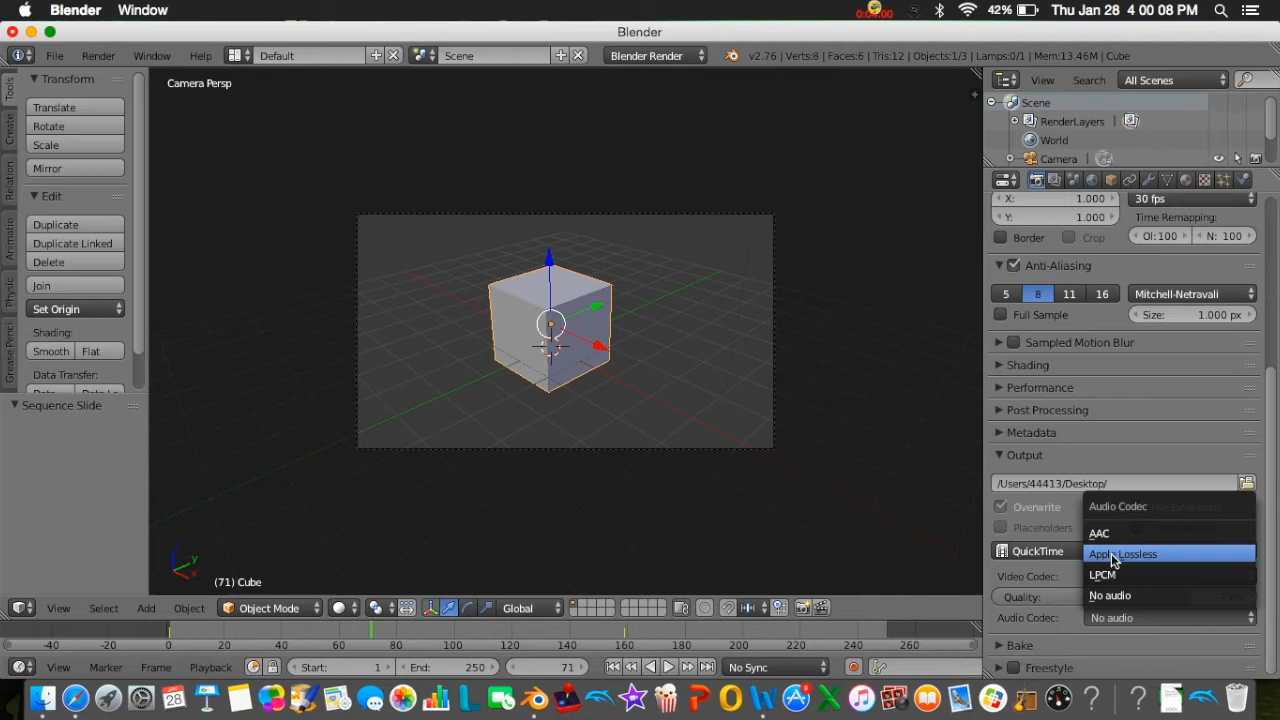 Blender Window 42% Thu Jan 28 4 00 08 PM
Blender
File Render Window Help Default Scene Blender Render v2.76 | Verts:8 | Faces:6 | Tris:12 | Objects:1/3 | Lamps:0/1 | Mem:13.46M | Cube
Tools
Create
Relation
Animatio
Physic
Grease Penci
Transform
Translate
Rotate
Scale
Mirror
Edit
Duplicate
Duplicate Linked
Delete
Join
Set Origin
Shading:
Smooth Flat
Data Transfer:
Sequence Slide
Camera Persp
z
y
x
(71) Cube
View Select Add Object Object Mode Global
-40 -20 0 20 40 60 80 100 120 140 160 180 200 220 240 260
View Marker Frame Playback Start: 1 End: 250 71 No Sync
View Search All Scenes
Scene
RenderLayers
World
Camera
X: 1.000 30 fps
Y: 1.000 Time Remapping:
Border Crop Ol:100 N: 100
Anti-Aliasing
5 8 11 16 Mitchell-Netravali
Full Sample Size: 1.000 px
Sampled Motion Blur
Shading
Performance
Post Processing
Metadata
Output
/Users/44413/Desktop/
Overwrite
Placeholders
QuickTime
Video Codec:
Quality:
Audio Codec: No audio
Audio Codec
AAC
Apple Lossless
LPCM
No audio
Bake
Freestyle